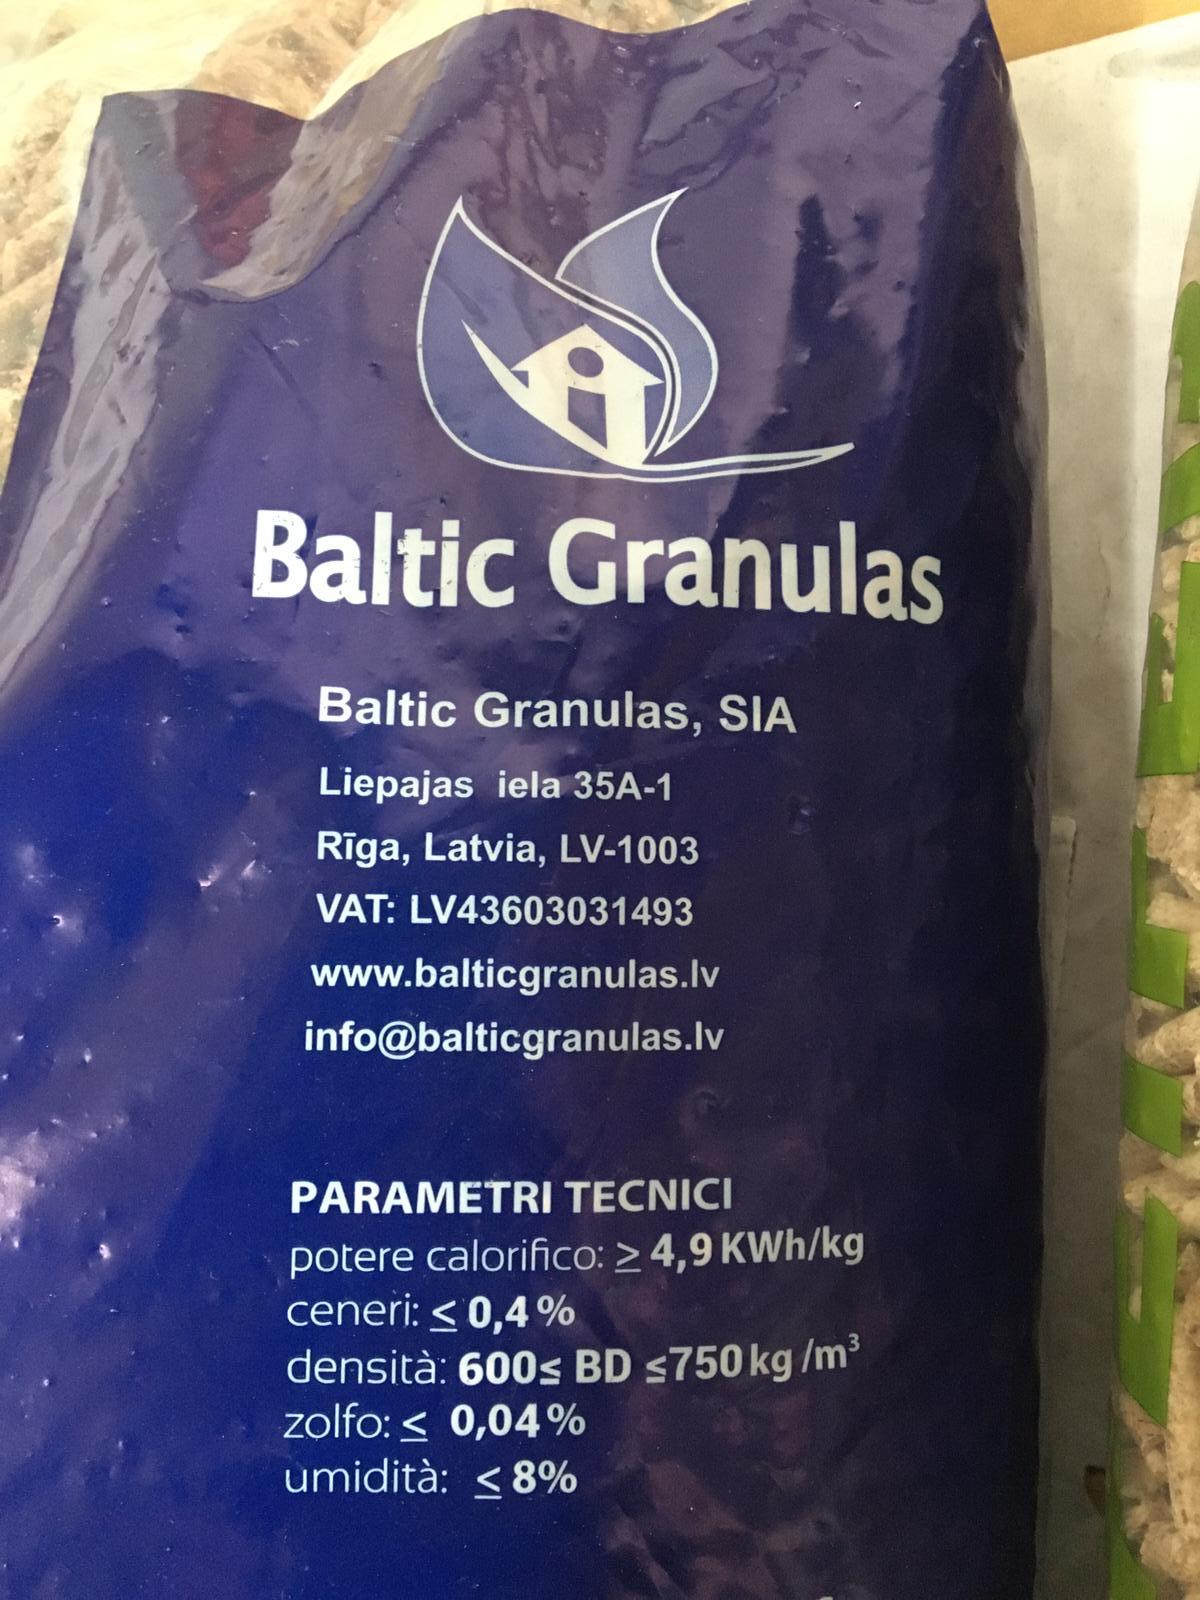 Baltic Granulas
Baltic Granulas, SIA
Liepajas iela 35A-1
Rīga, Latvia, LV-1003
VAT: LV43603031493
www.balticgranulas.lv
info@balticgranulas.lv
PARAMETRI TECNICI
potere calorifico: ≥ 4,9 KWh/kg
ceneri: ≤ 0,4 %
densità: 600≤ BD ≤750 kg /m³
zolfo: ≤ 0,04 %
umidità: ≤ 8%